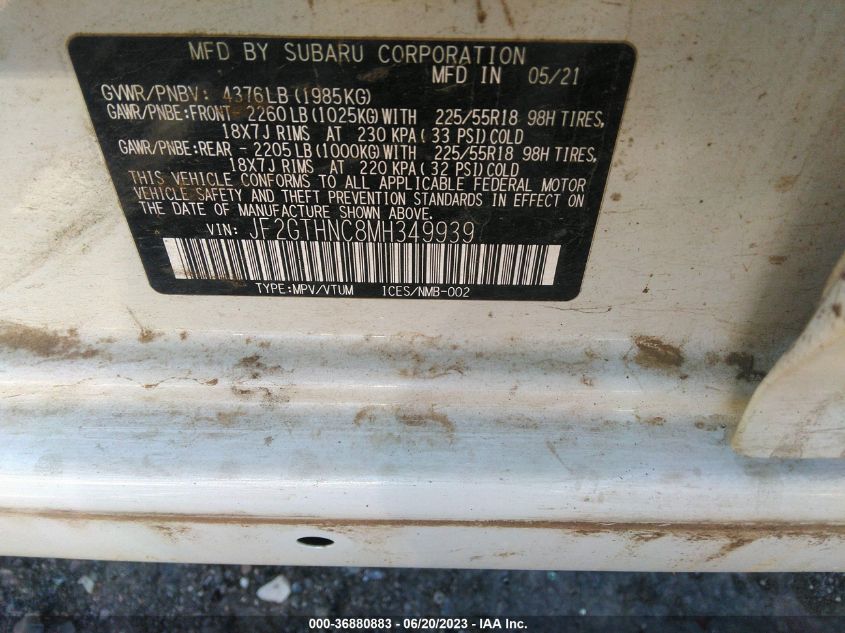 MFD BY SUBARU CORPORATION
MFD IN 05/21
GVWR/PNBV: 4376LB (1985KG)
GAWR/PNBE:FRONT- 2260LB (1025KG) WITH 225/55R18 98H TIRES,
18X7J RIMS AT 230 KPA( 33 PSI) COLD
GAWR/PNBE:REAR - 2205LB (1000KG) WITH 225/55R18 98H TIRES,
18X7J RIMS AT 220 KPA( 32 PSI) COLD
THIS VEHICLE CONFORMS TO ALL APPLICABLE FEDERAL MOTOR
VEHICLE SAFETY AND THEFT PREVENTION STANDARDS IN EFFECT ON
THE DATE OF MANUFACTURE SHOWN ABOVE.
VIN: JF2GTHNC8MH349939
TYPE:MPV/VTUM ICES/NMB-002
000-36880883 - 06/20/2023 - IAA Inc.